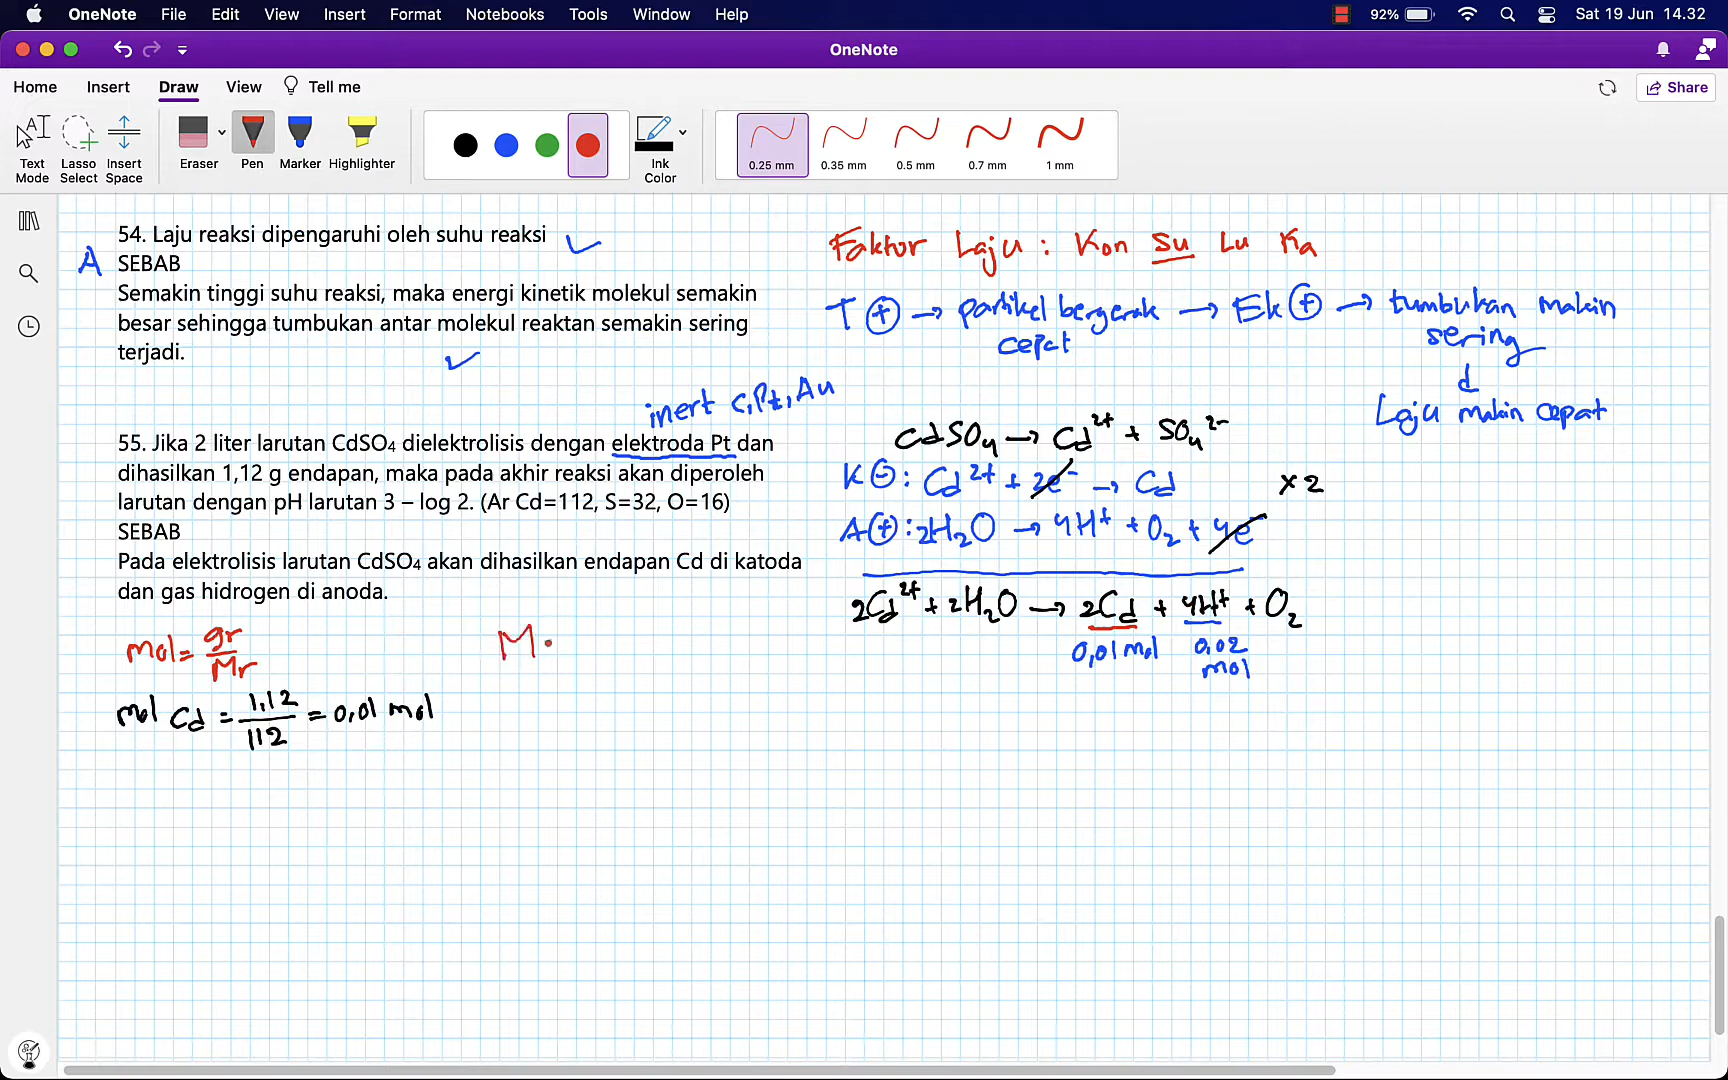 OneNote File Edit View Insert Format Notebooks Tools Window Help 92% Sat 19 Jun 14.32
OneNote
Home Insert Draw View Tell me Share
Text Mode Lasso Select Insert Space Eraser Pen Marker Highlighter Ink Color 0.25 mm 0.35 mm 0.5 mm 0.7 mm 1 mm
54. Laju reaksi dipengaruhi oleh suhu reaksi
A SEBAB
Semakin tinggi suhu reaksi, maka energi kinetik molekul semakin
besar sehingga tumbukan antar molekul reaktan semakin sering
terjadi.
Faktor Laju : Kon Su Lu Ka
T (+) → partikel bergerak → Ek (+) → tumbukan makin
cepat
sering
↓
Laju makin cepat
inert C, Pt, Au
55. Jika 2 liter larutan CdSO₄ dielektrolisis dengan elektroda Pt dan
dihasilkan 1,12 g endapan, maka pada akhir reaksi akan diperoleh
larutan dengan pH larutan 3 – log 2. (Ar Cd=112, S=32, O=16)
SEBAB
Pada elektrolisis larutan CdSO₄ akan dihasilkan endapan Cd di katoda
dan gas hidrogen di anoda.
CdSO₄ → Cd²⁺ + SO₄²⁻
K (-) : Cd²⁺ + 2e⁻ → Cd x 2
A (+) : 2H₂O → 4H⁺ + O₂ + 4e⁻
2Cd²⁺ + 2H₂O → 2Cd + 4H⁺ + O₂
0,01 mol 0,02
mol
mol = gr/Mr
mol Cd = 1,12/112 = 0,01 mol
M